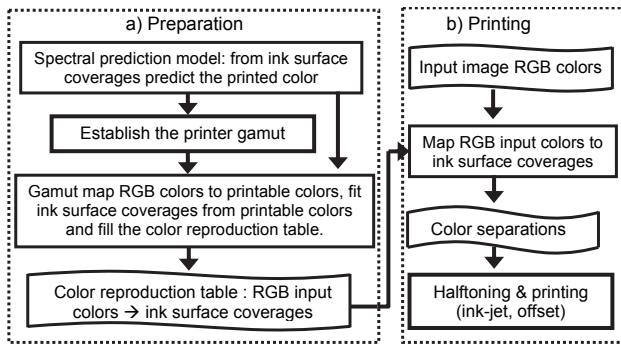 a) Preparation
Spectral prediction model: from ink surface
coverages predict the printed color
Establish the printer gamut
Gamut map RGB colors to printable colors, fit
ink surface coverages from printable colors
and fill the color reproduction table.
Color reproduction table : RGB input
colors → ink surface coverages
b) Printing
Input image RGB colors
Map RGB input colors to
ink surface coverages
Color separations
Halftoning & printing
(ink-jet, offset)